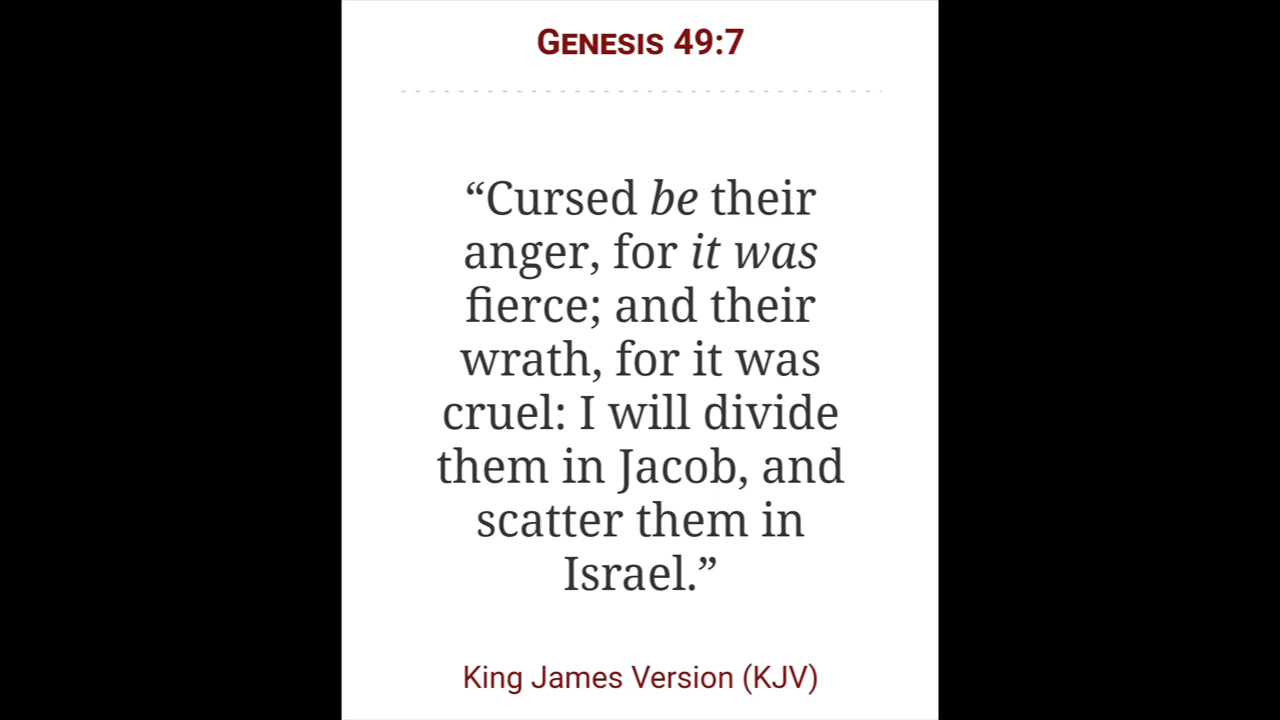 GENESIS 49:7
“Cursed be their
anger, for it was
fierce; and their
wrath, for it was
cruel: I will divide
them in Jacob, and
scatter them in
Israel.”
King James Version (KJV)